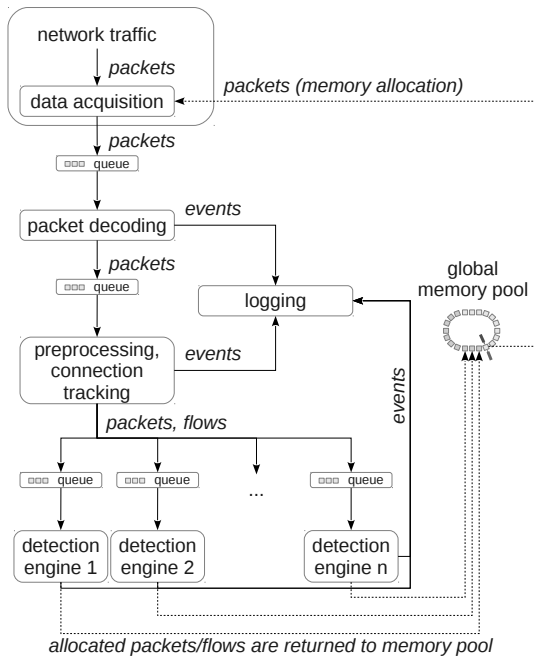 network traffic
packets
data acquisition
packets (memory allocation)
packets
queue
packet decoding
events
packets
queue
logging
global
memory pool
preprocessing,
connection
tracking
events
events
packets, flows
queue
queue
...
queue
detection
engine 1
detection
engine 2
detection
engine n
allocated packets/flows are returned to memory pool